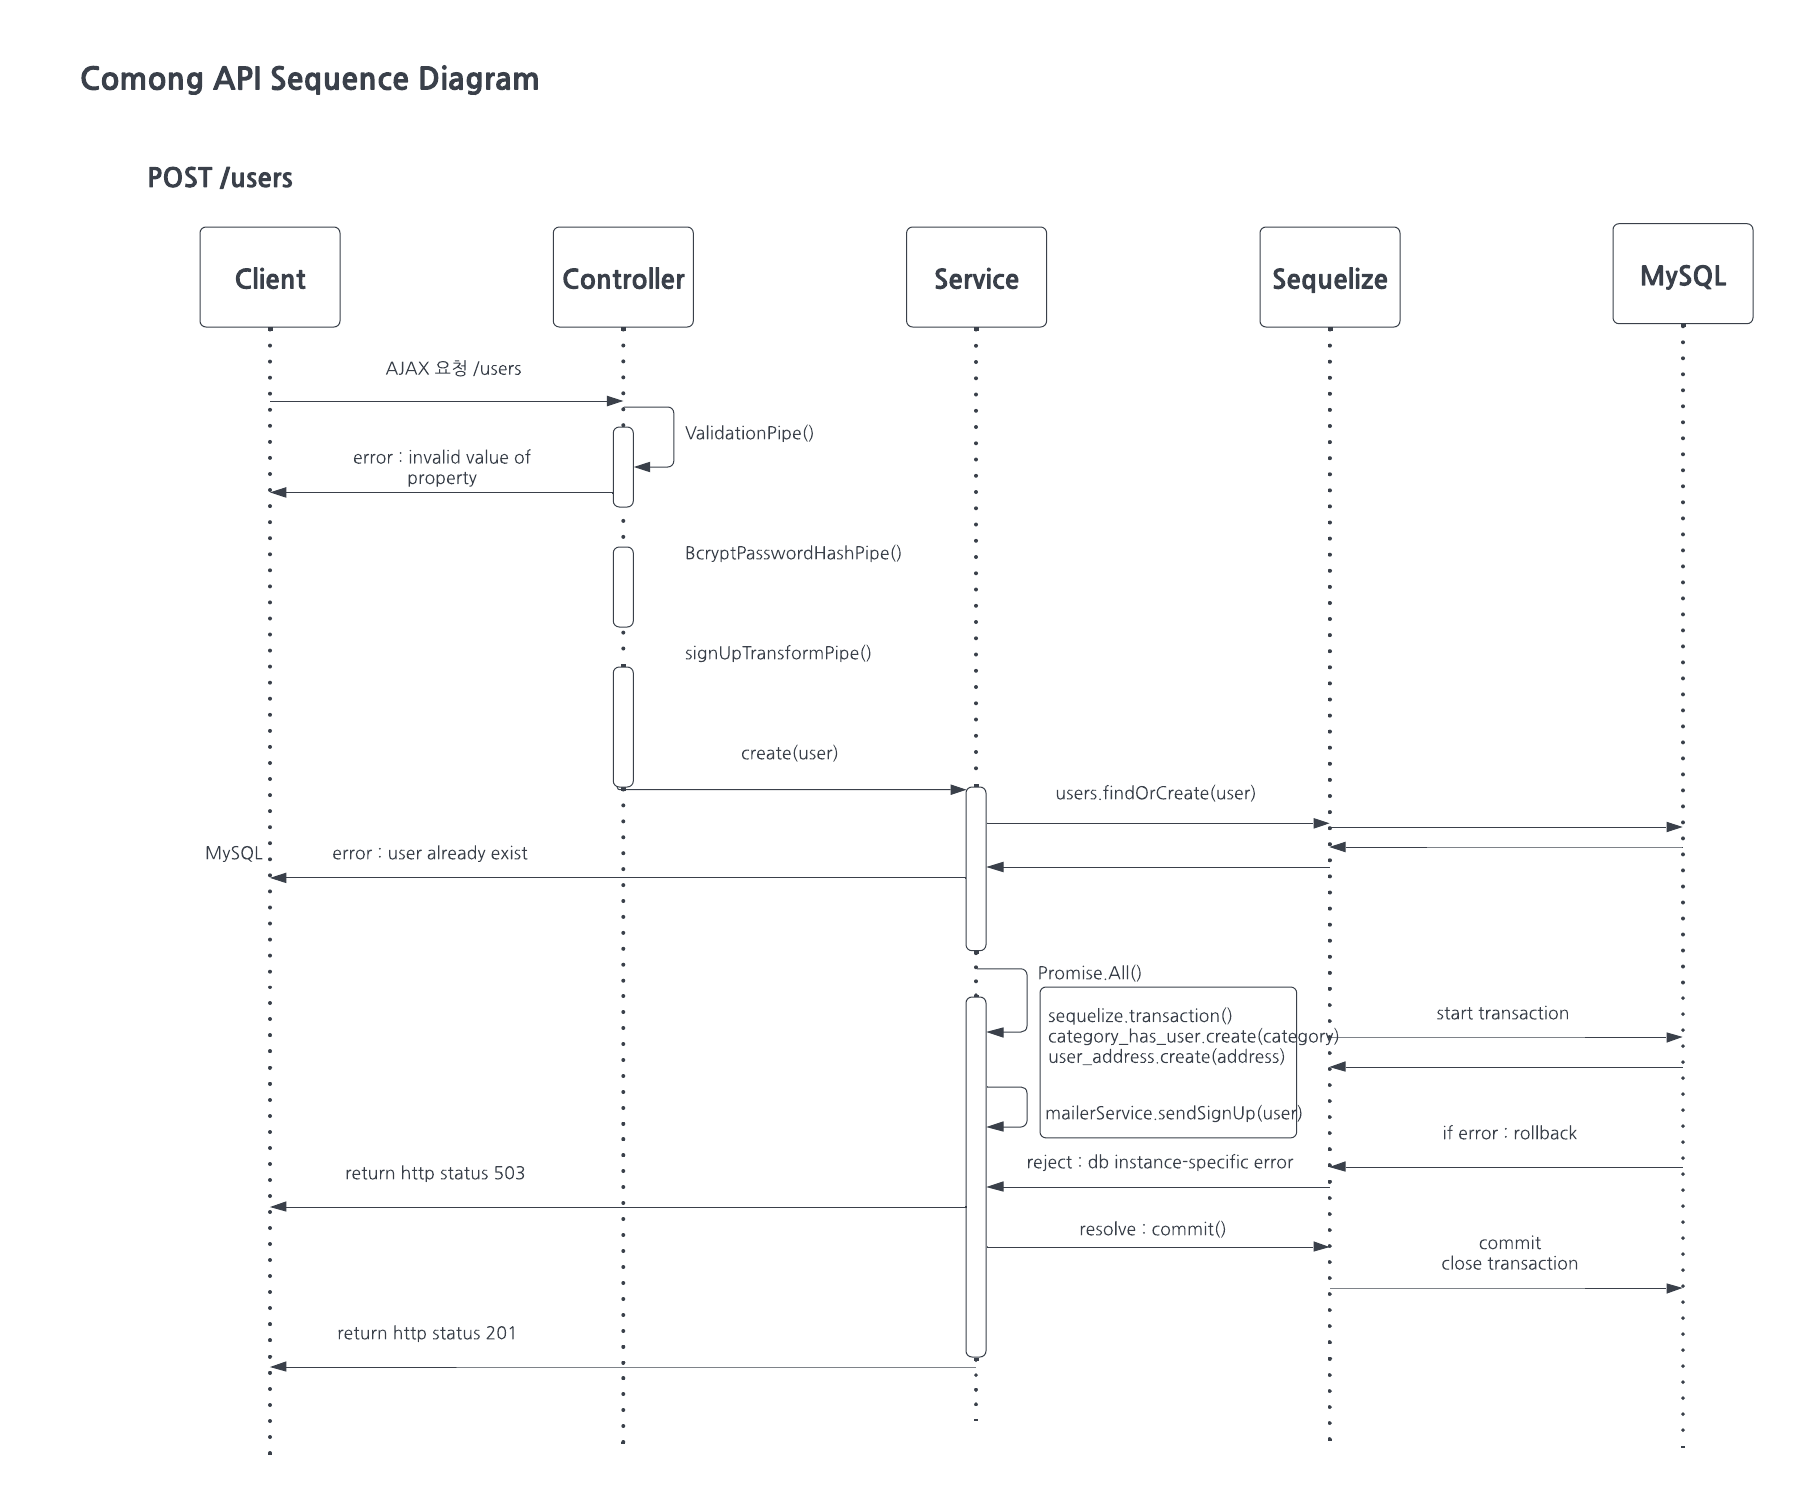 Comong API Sequence Diagram
POST /users
Client
Controller
Service
Sequelize
MySQL
AJAX 요청 /users
ValidationPipe()
error : invalid value of
property
BcryptPasswordHashPipe()
signUpTransformPipe()
create(user)
users.findOrCreate(user)
MySQL
error : user already exist
Promise.All()
sequelize.transaction()
category_has_user.create(category)
user_address.create(address)
start transaction
mailerService.sendSignUp(user)
if error : rollback
reject : db instance-specific error
return http status 503
resolve : commit()
commit
close transaction
return http status 201